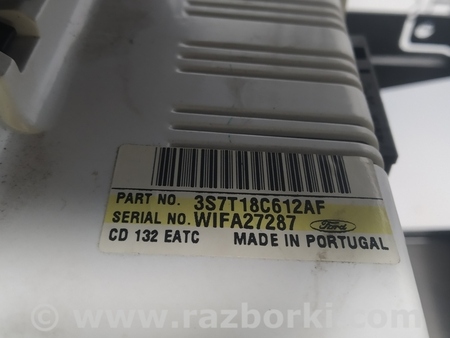 PART NO. 3S7T18C612AF
SERIAL NO. WIFA27287 Ford
CD 132 EATC MADE IN PORTUGAL
www.razborki.com